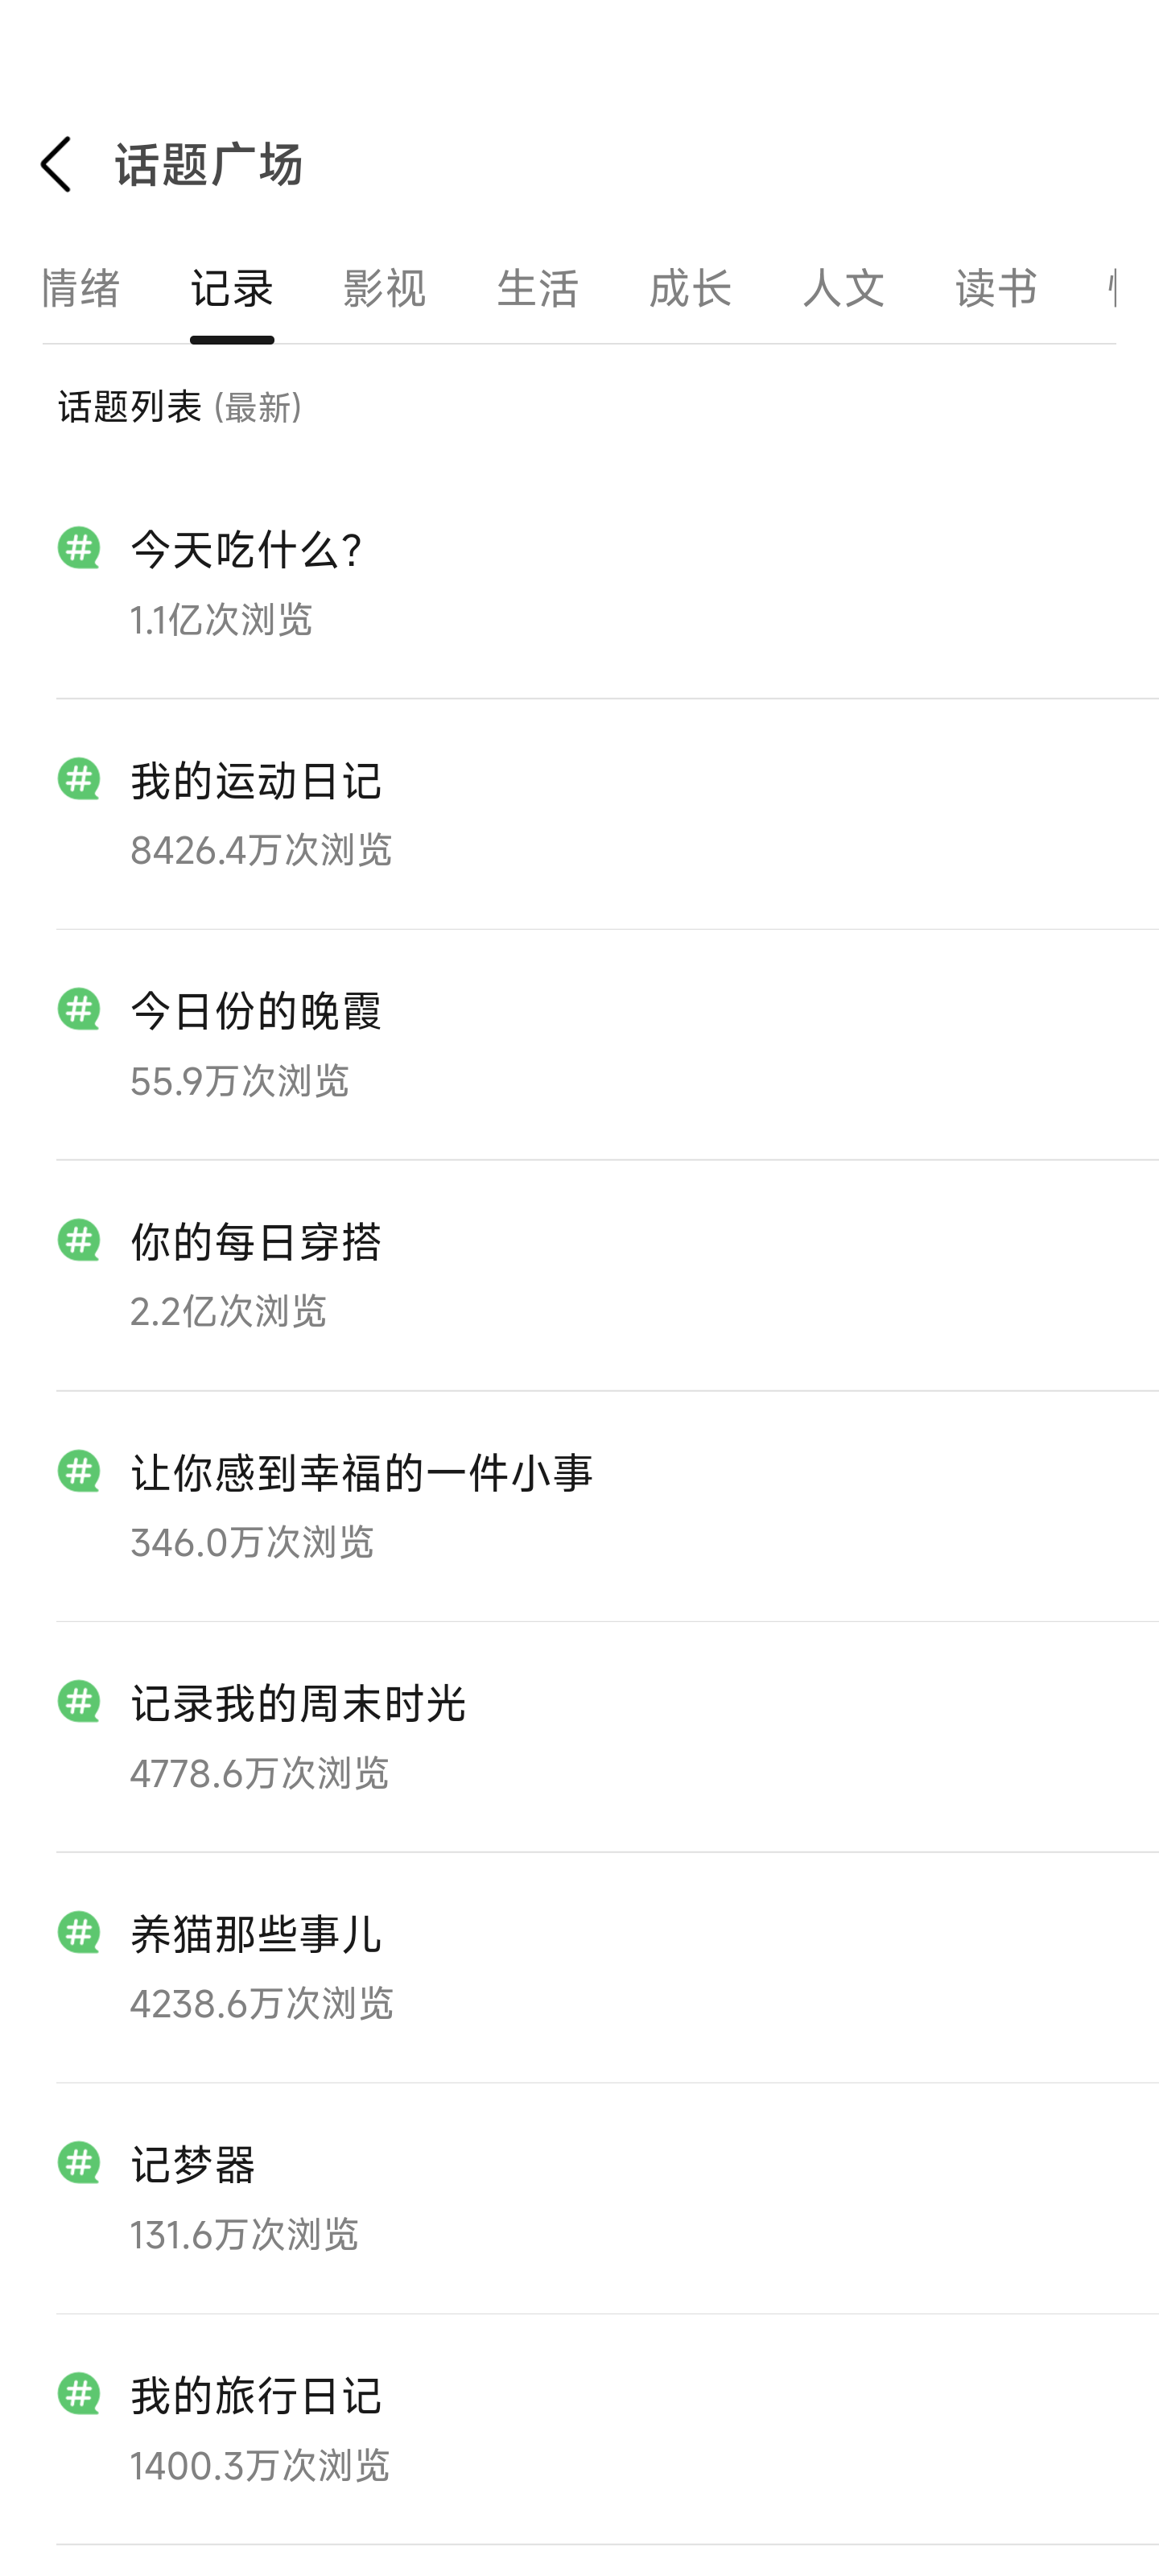 话题广场
情绪 记录 影视 生活 成长 人文 读书
话题列表 (最新)
今天吃什么?
1.1亿次浏览
我的运动日记
8426.4万次浏览
今日份的晚霞
55.9万次浏览
你的每日穿搭
2.2亿次浏览
让你感到幸福的一件小事
346.0万次浏览
记录我的周末时光
4778.6万次浏览
养猫那些事儿
4238.6万次浏览
记梦器
131.6万次浏览
我的旅行日记
1400.3万次浏览